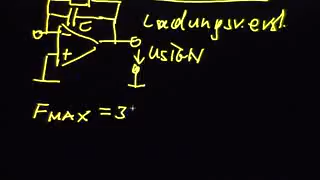 Ladungsverst.
C
+
USIGN
FMAX = 3